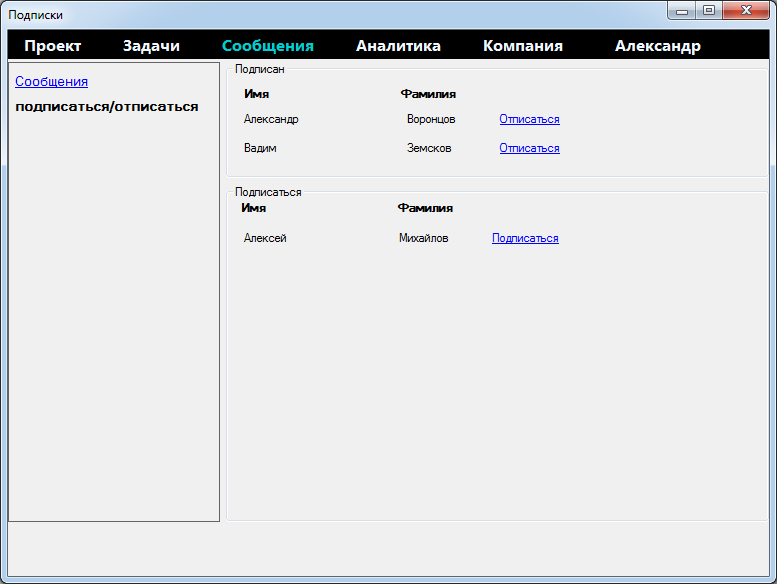 Подписки
Проект Задачи Сообщения Аналитика Компания Александр
Сообщения
подписаться/отписаться
Подписан
Имя Фамилия
Александр Воронцов Отписаться
Вадим Земсков Отписаться
Подписаться
Имя Фамилия
Алексей Михайлов Подписаться